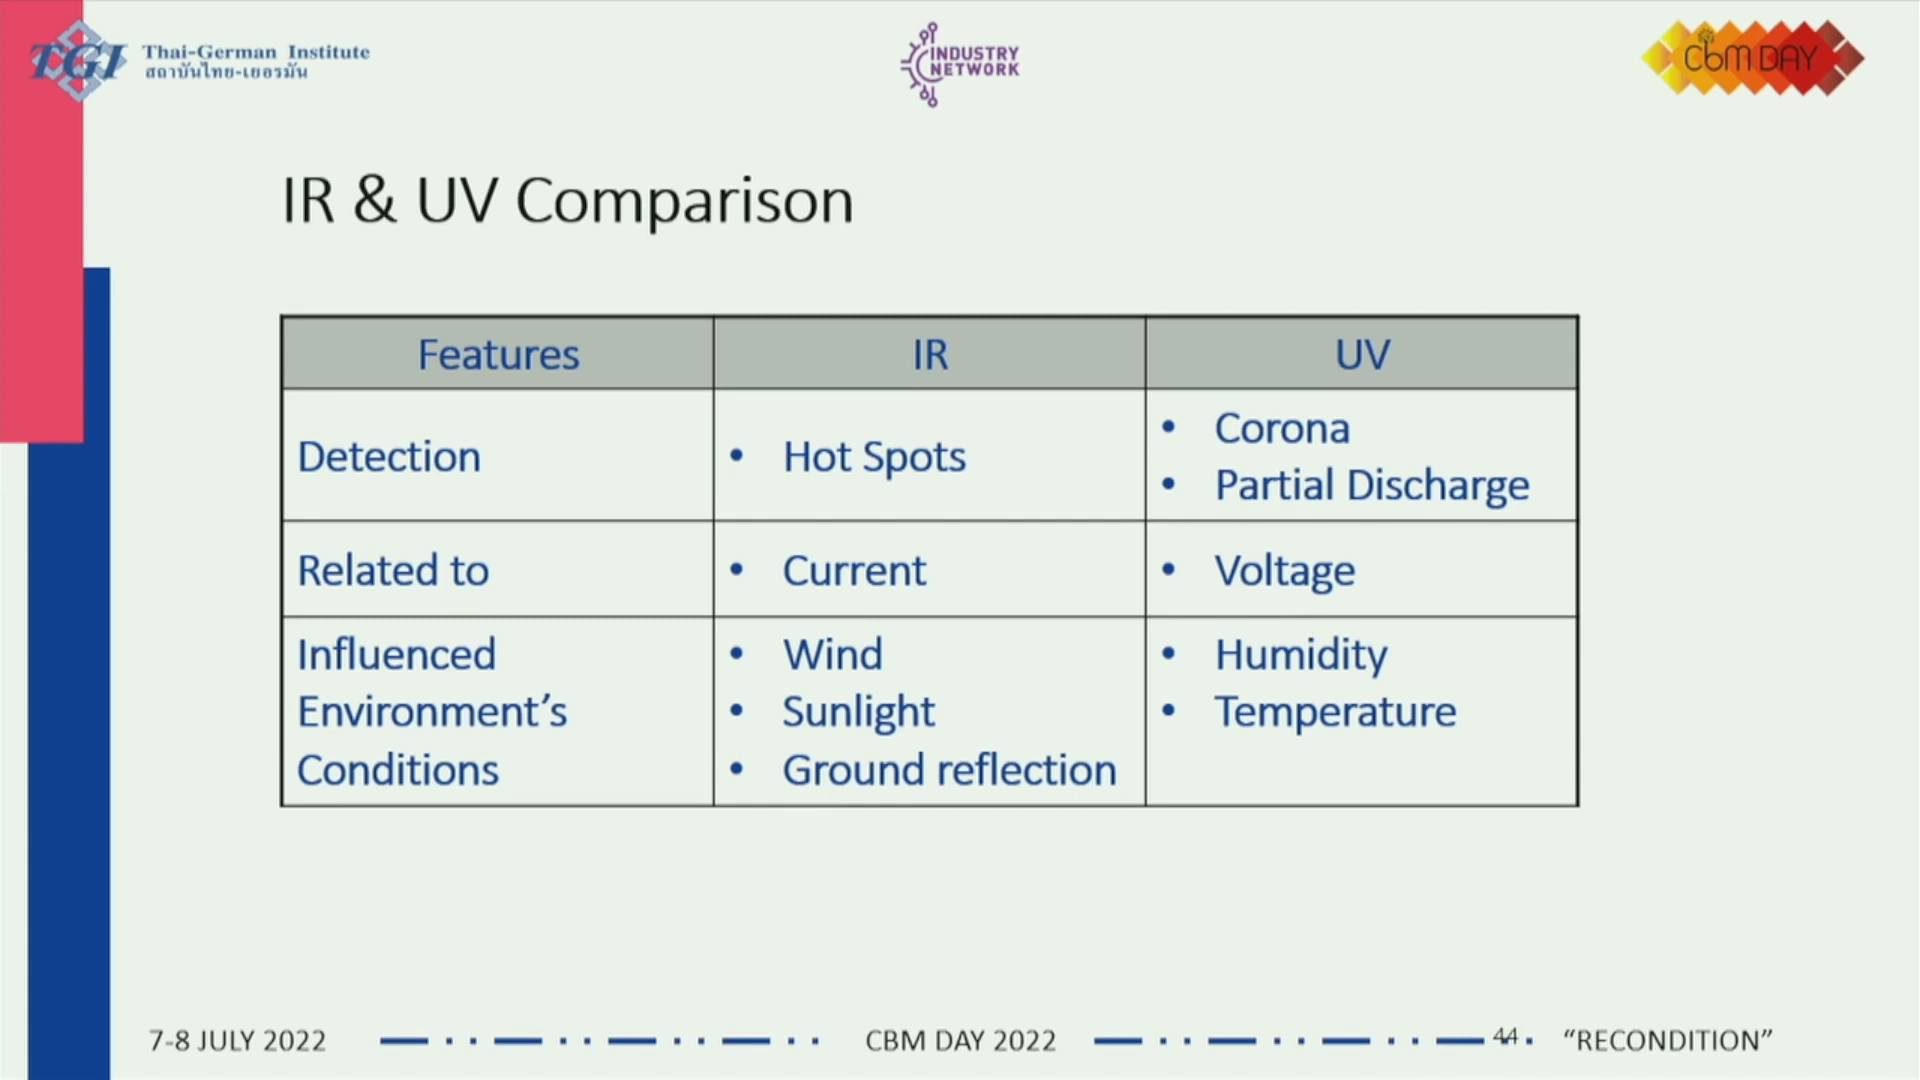 TGI Thai-German Institute
สถาบันไทย-เยอรมัน
INDUSTRY
NETWORK
CbM DAY
IR & UV Comparison
Features IR UV
Detection • Hot Spots • Corona
• Partial Discharge
Related to • Current • Voltage
Influenced • Wind • Humidity
Environment’s • Sunlight • Temperature
Conditions • Ground reflection
7-8 JULY 2022 CBM DAY 2022 44 “RECONDITION”